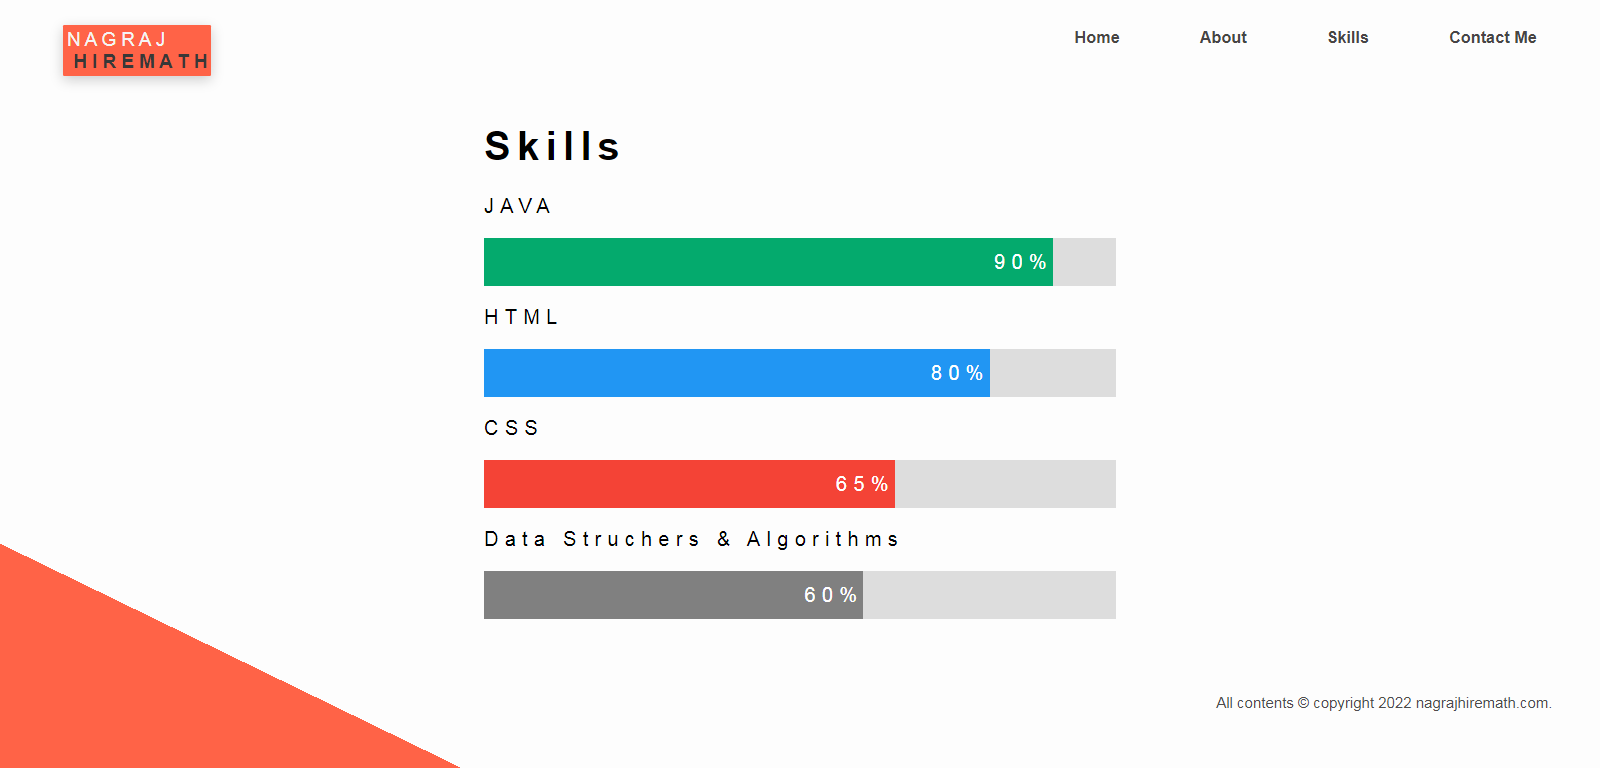 NAGRAJ
HIREMATH
Home About Skills Contact Me
Skills
JAVA
90%
HTML
80%
CSS
65%
Data Struchers & Algorithms
60%
All contents © copyright 2022 nagrajhiremath.com.